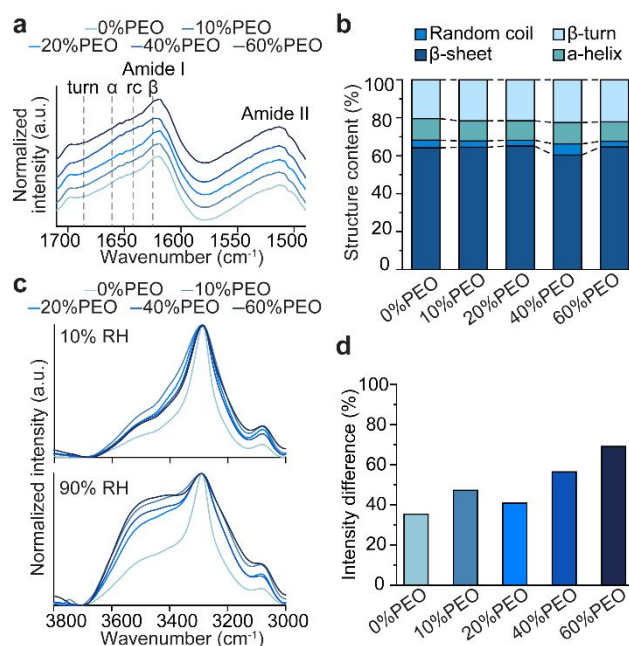 a
0%PEO 10%PEO
20%PEO 40%PEO 60%PEO
Amide I
turn α rc β
Amide II
Normalized intensity (a.u.)
1700 1650 1600 1550 1500
Wavenumber (cm-1)
b
Random coil β-turn
β-sheet a-helix
Structure content (%)
100
80
60
40
20
0
0%PEO 10%PEO 20%PEO 40%PEO 60%PEO
c
0%PEO 10%PEO
20%PEO 40%PEO 60%PEO
10% RH
90% RH
Normalized intensity (a.u.)
3800 3600 3400 3200 3000
Wavenumber (cm-1)
d
Intensity difference (%)
100
80
60
40
20
0
0%PEO 10%PEO 20%PEO 40%PEO 60%PEO